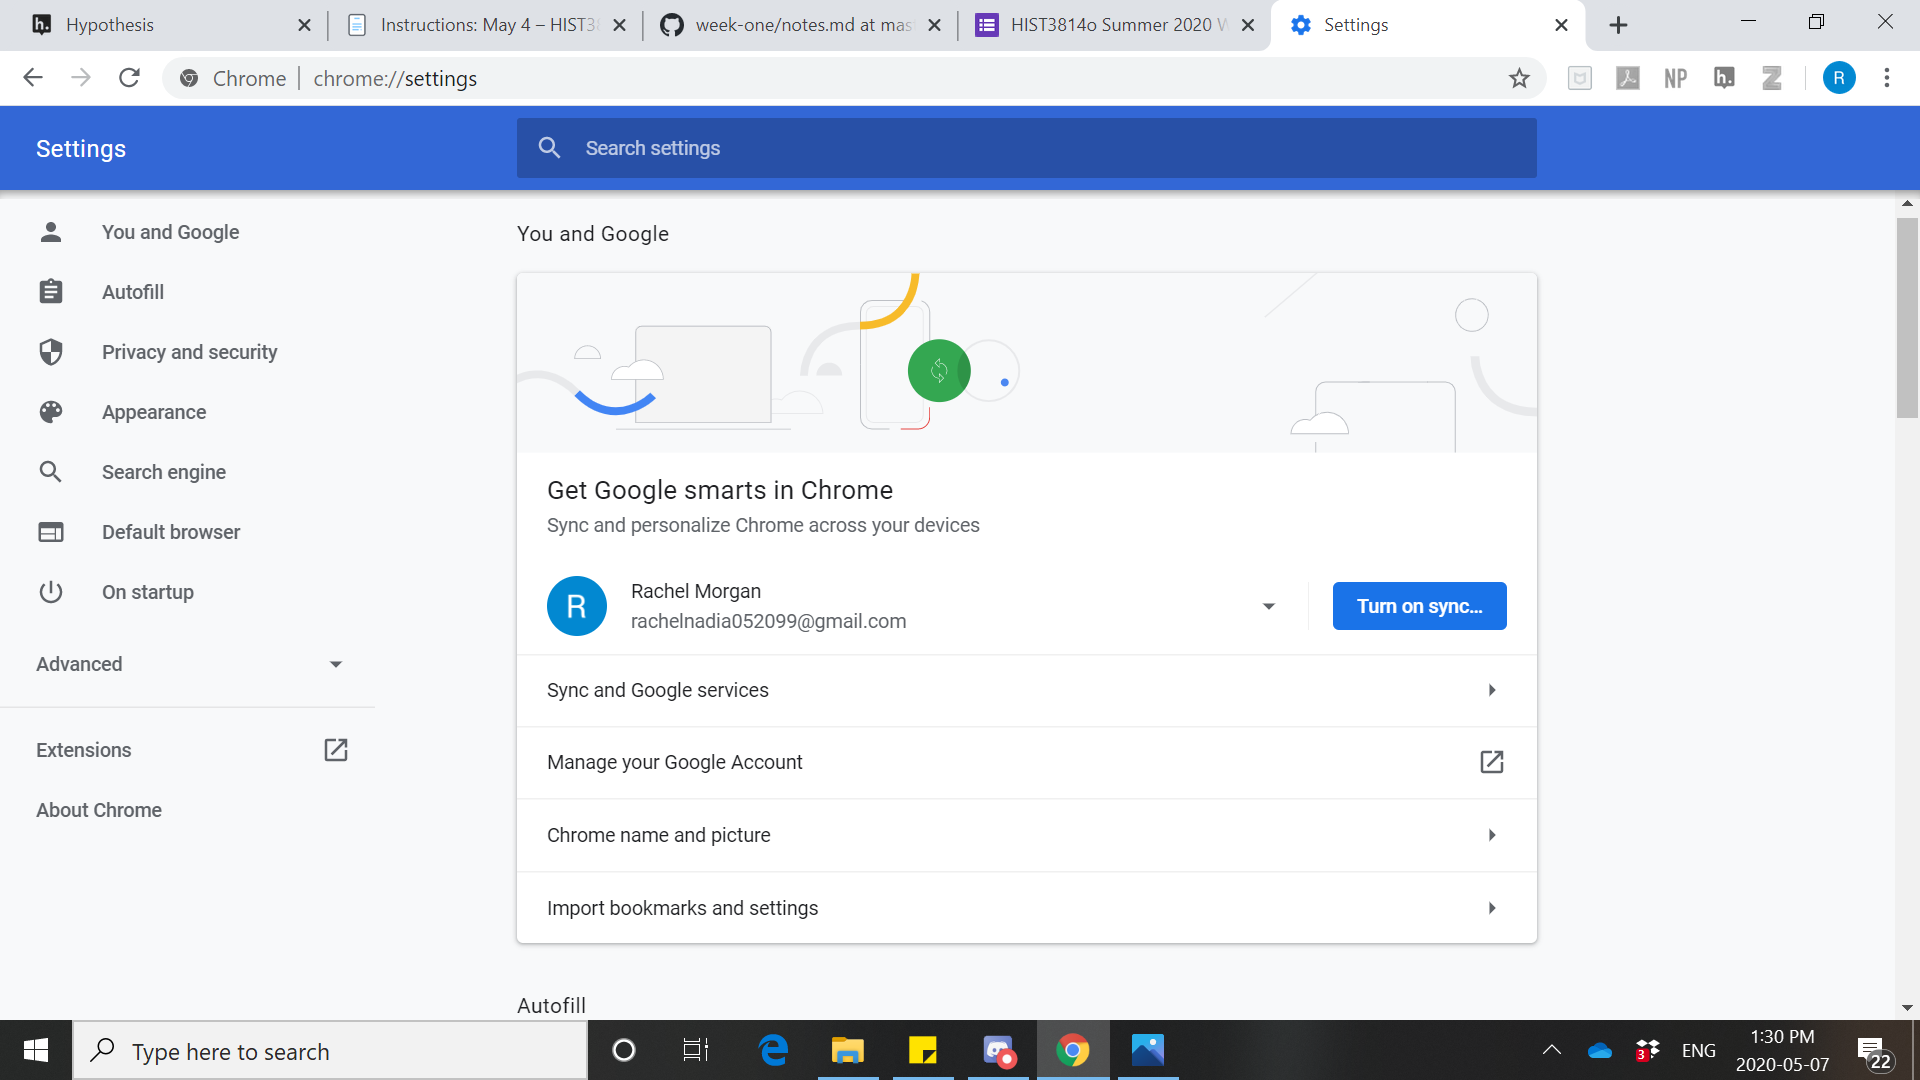 Hypothesis
Instructions: May 4 – HIST38
week-one/notes.md at mas
HIST3814o Summer 2020 W
Settings
Chrome | chrome://settings
NP
h.
Z
R
Settings
Search settings
You and Google
Autofill
Privacy and security
Appearance
Search engine
Default browser
On startup
Advanced
Extensions
About Chrome
You and Google
Get Google smarts in Chrome
Sync and personalize Chrome across your devices
R
Rachel Morgan
rachelnadia052099@gmail.com
Turn on sync...
Sync and Google services
Manage your Google Account
Chrome name and picture
Import bookmarks and settings
Autofill
Type here to search
3
ENG
1:30 PM
2020-05-07
22